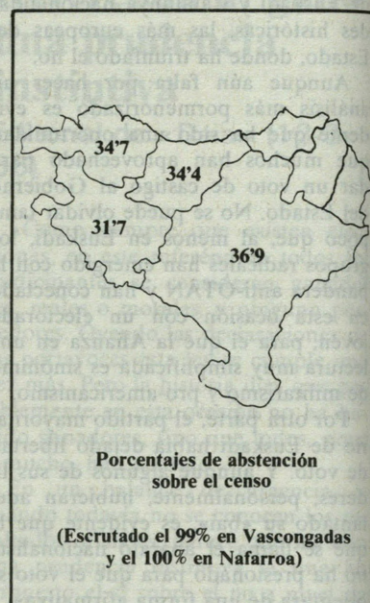 34'7
34'4
31'7
36'9
Porcentajes de abstención
sobre el censo
(Escrutado el 99% en Vascongadas
y el 100% en Nafarroa)